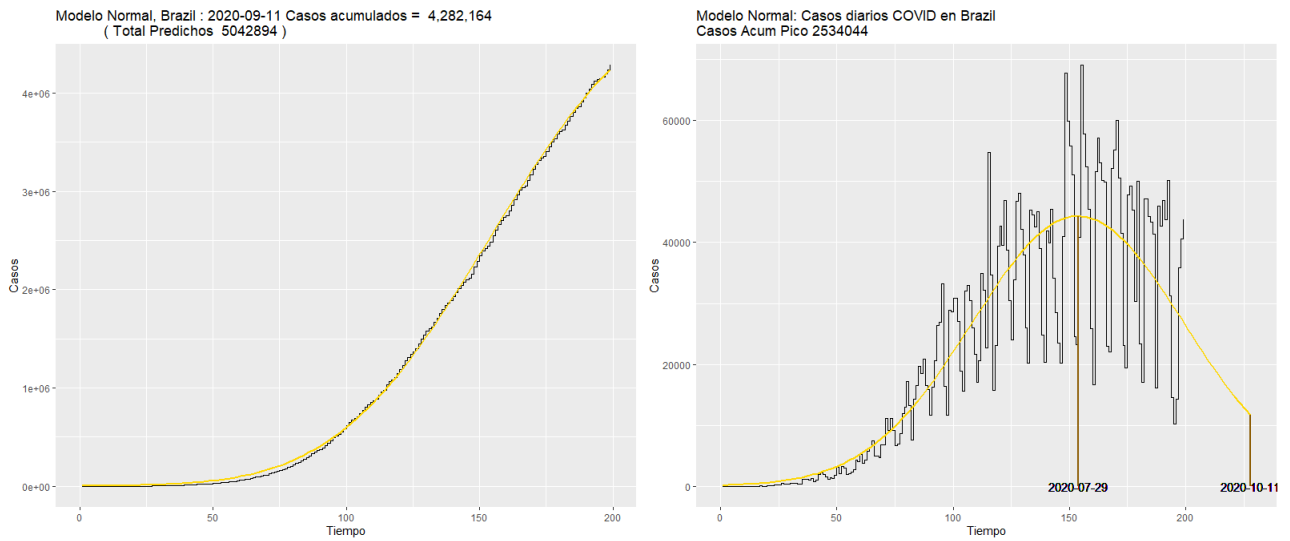 Modelo Normal, Brazil : 2020-09-11 Casos acumulados = 4,282,164
( Total Predichos 5042894 )
4e+06
3e+06
2e+06
1e+06
0e+00
Casos
0 50 100 150 200
Tiempo
Modelo Normal: Casos diarios COVID en Brazil
Casos Acum Pico 2534044
60000
40000
20000
0
Casos
2020-07-29 2020-10-11
0 50 100 150 200
Tiempo